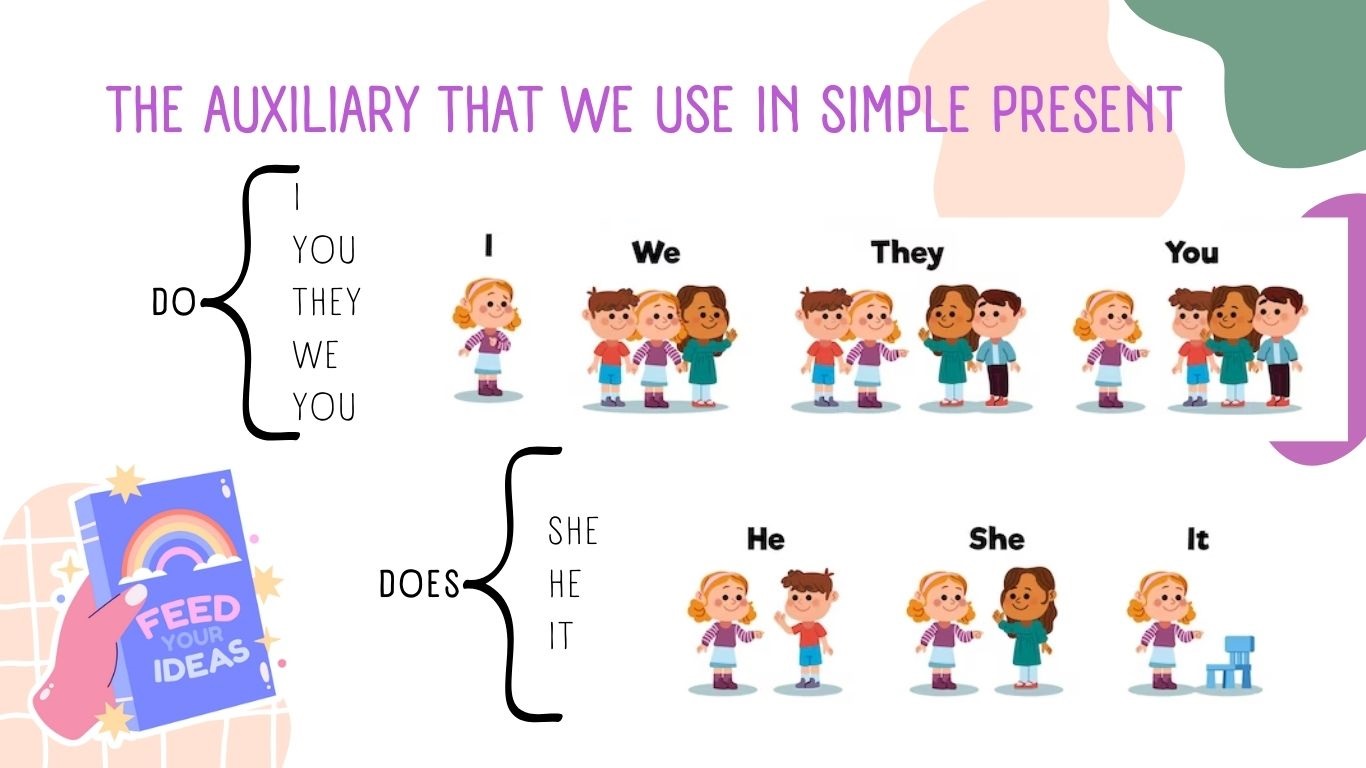 THE AUXILIARY THAT WE USE IN SIMPLE PRESENT
DO
I
YOU
THEY
WE
YOU
I
We
They
You
DOES
SHE
HE
IT
He
She
It
FEED
YOUR
IDEAS